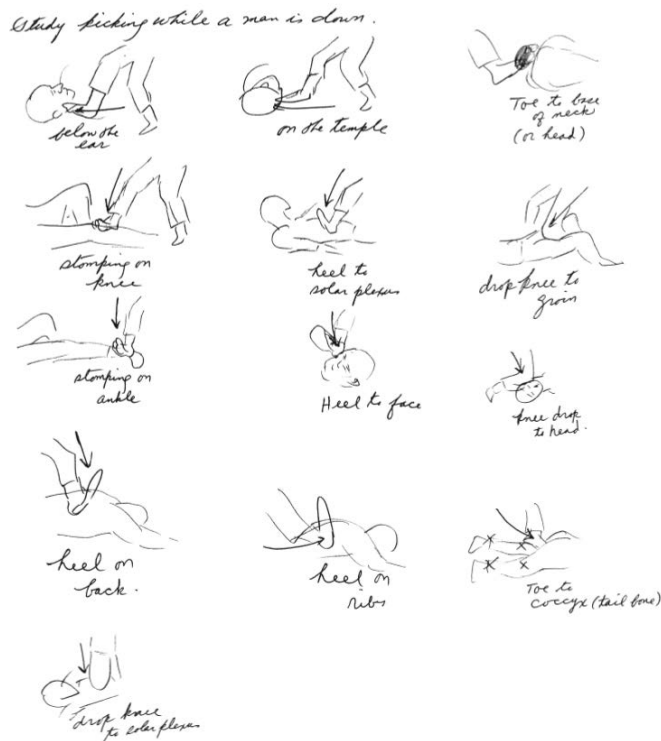 Study kicking while a man is down.
below the
ear
on the temple
Toe to base
of neck
(or head)
stomping on
knee
heel to
solar plexus
drop knee to
groin
stomping on
ankle
Heel to face
knee drop
to head.
heel on
back.
heel on
ribs
Toe to
coccyx (tail bone)
drop knee
to solar plexus